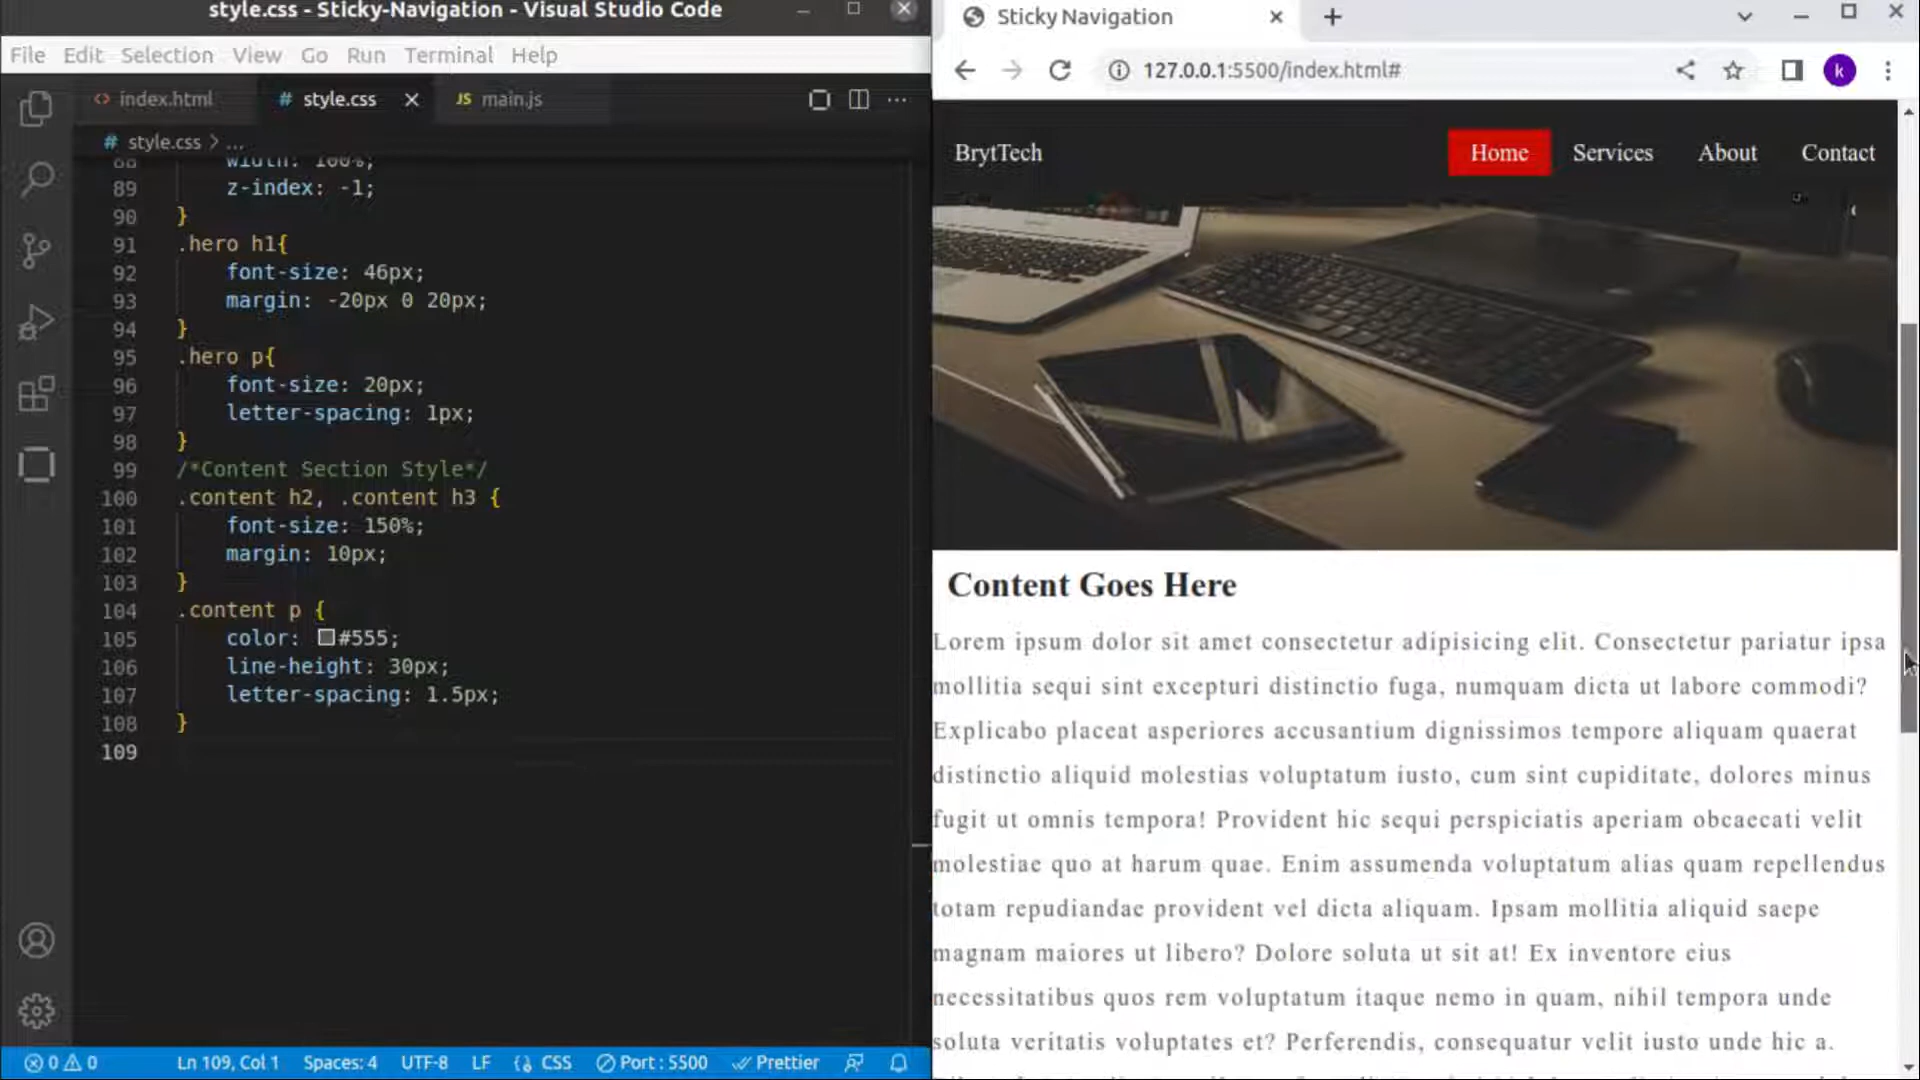 style.css - Sticky-Navigation - Visual Studio Code
File Edit Selection View Go Run Terminal Help
<> index.html # style.css JS main.js ...
# style.css > ...
88 width: 100%;
89 z-index: -1;
90 }
91 .hero h1{
92 font-size: 46px;
93 margin: -20px 0 20px;
94 }
95 .hero p{
96 font-size: 20px;
97 letter-spacing: 1px;
98 }
99 /*Content Section Style*/
100 .content h2, .content h3 {
101 font-size: 150%;
102 margin: 10px;
103 }
104 .content p {
105 color: #555;
106 line-height: 30px;
107 letter-spacing: 1.5px;
108 }
109
0 0 Ln 109, Col 1 Spaces: 4 UTF-8 LF CSS Port : 5500 Prettier
Sticky Navigation
127.0.0.1:5500/index.html# k
BrytTech Home Services About Contact
Content Goes Here
Lorem ipsum dolor sit amet consectetur adipisicing elit. Consectetur pariatur ipsa
mollitia sequi sint excepturi distinctio fuga, numquam dicta ut labore commodi?
Explicabo placeat asperiores accusantium dignissimos tempore aliquam quaerat
distinctio aliquid molestias voluptatum iusto, cum sint cupiditate, dolores minus
fugit ut omnis tempora! Provident hic sequi perspiciatis aperiam obcaecati velit
molestiae quo at harum quae. Enim assumenda voluptatum alias quam repellendus
totam repudiandae provident vel dicta aliquam. Ipsam mollitia aliquid saepe
magnam maiores ut libero? Dolore soluta ut sit at! Ex inventore eius
necessitatibus quos rem voluptatum itaque nemo in quam, nihil tempora unde
soluta veritatis voluptates et? Perferendis, consequatur velit iusto unde hic a.